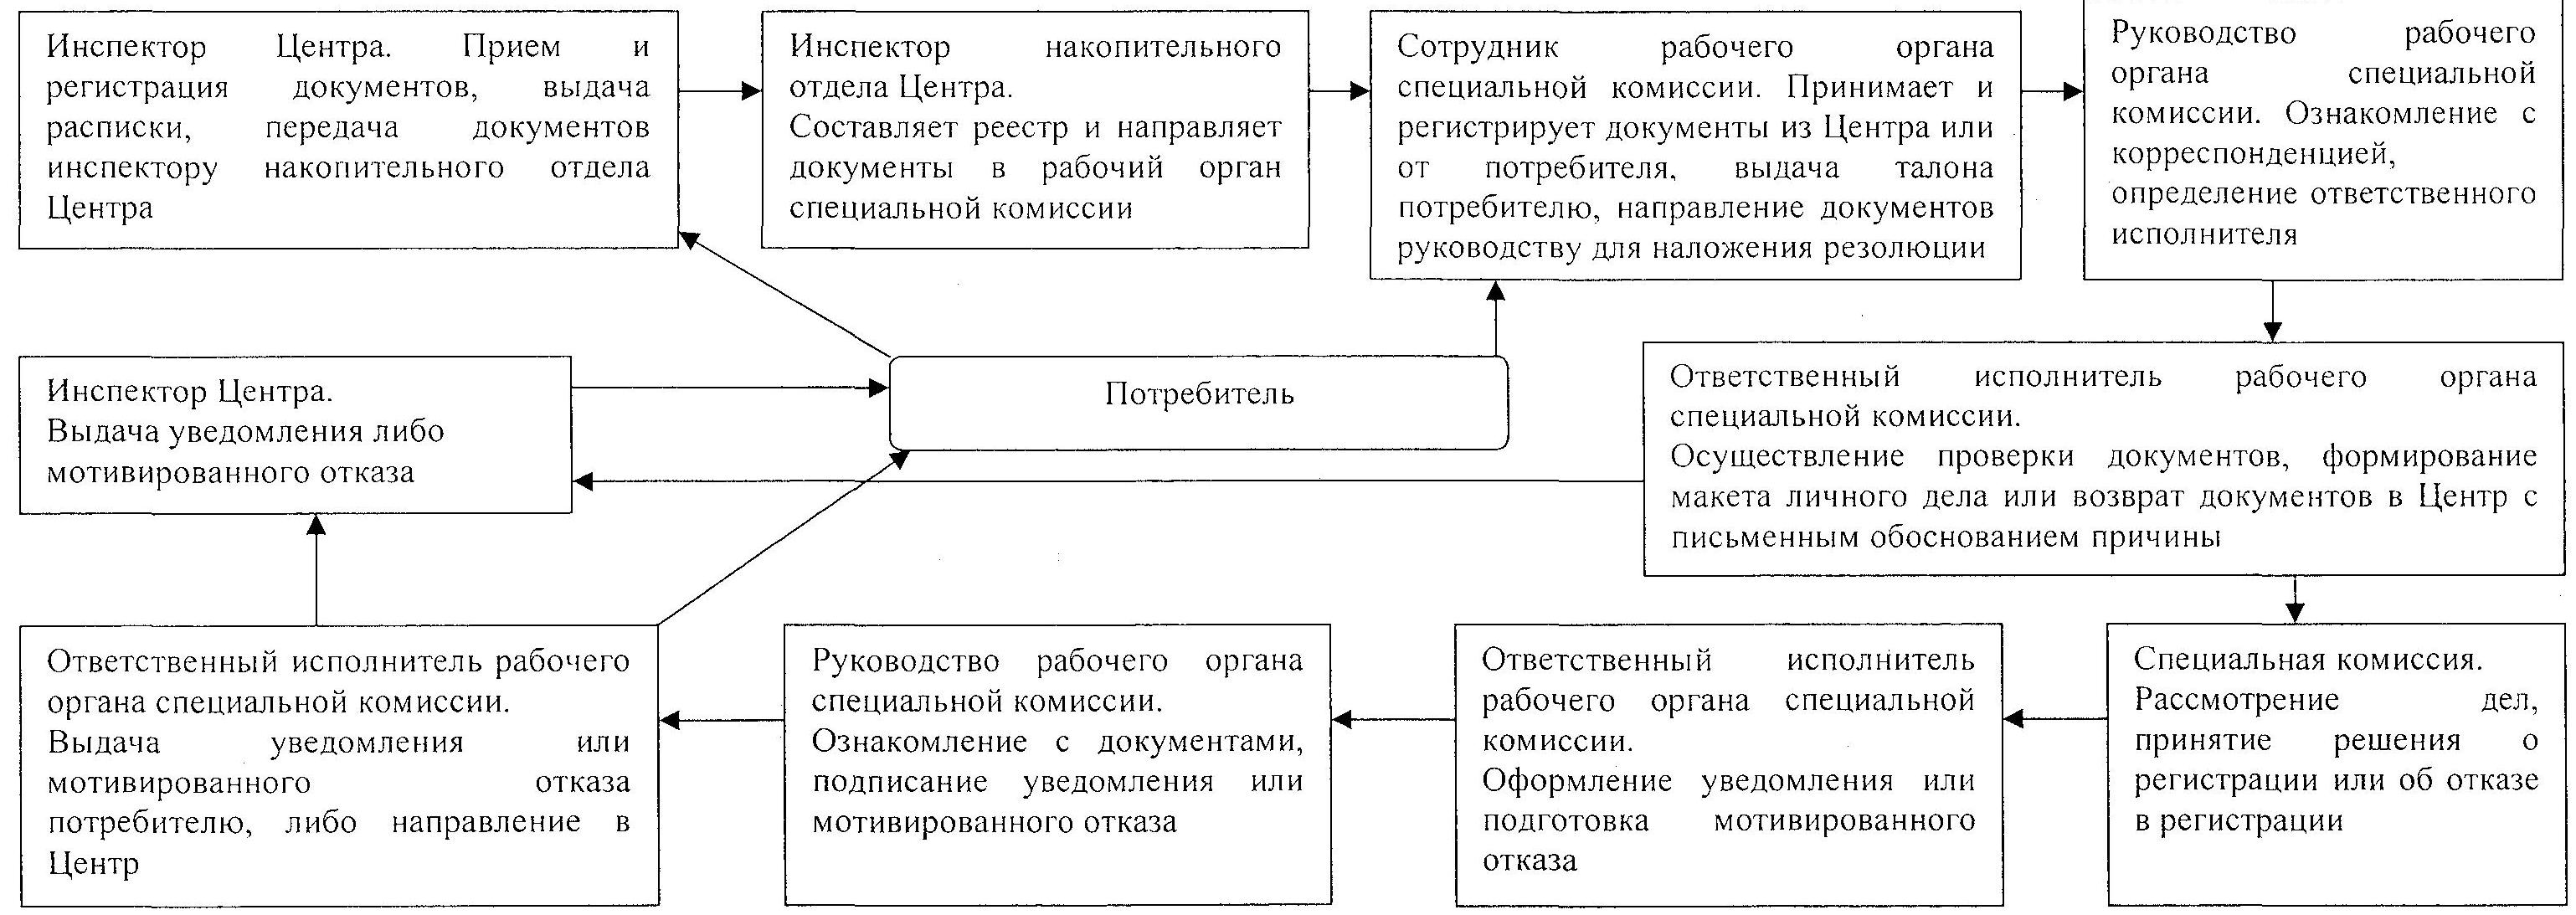 Инспектор Центра. Прием и
регистрация документов, выдача
расписки, передача документов
инспектору накопительного отдела
Центра
Инспектор накопительного
отдела Центра.
Составляет реестр и направляет
документы в рабочий орган
специальной комиссии
Сотрудник рабочего органа
специальной комиссии. Принимает и
регистрирует документы из Центра или
от потребителя, выдача талона
потребителю, направление документов
руководству для наложения резолюции
Руководство рабочего
органа специальной
комиссии. Ознакомление с
корреспонденцией,
определение ответственного
исполнителя
Инспектор Центра.
Выдача уведомления либо
мотивированного отказа
Потребитель
Ответственный исполнитель рабочего органа
специальной комиссии.
Осуществление проверки документов, формирование
макета личного дела или возврат документов в Центр с
письменным обоснованием причины
Ответственный исполнитель рабочего
органа специальной комиссии.
Выдача уведомления или
мотивированного отказа
потребителю, либо направление в
Центр
Руководство рабочего органа
специальной комиссии.
Ознакомление с документами,
подписание уведомления или
мотивированного отказа
Ответственный исполнитель
рабочего органа специальной
комиссии.
Оформление уведомления или
подготовка мотивированного
отказа
Специальная комиссия.
Рассмотрение дел,
принятие решения о
регистрации или об отказе
в регистрации